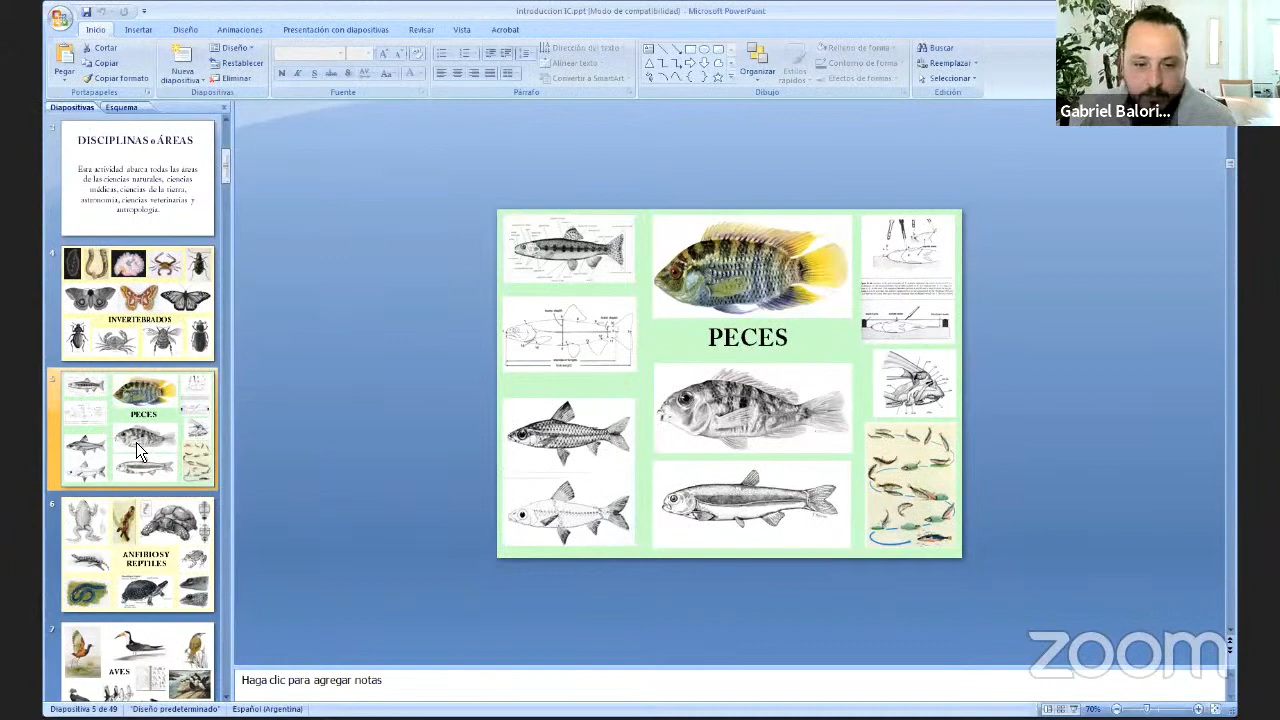 Introduccion IC.ppt [Modo de compatibilidad] - Microsoft PowerPoint
Inicio Insertar Diseño Animaciones Presentación con diapositivas Revisar Vista Acrobat
Pegar
Cortar
Copiar
Copiar formato
Portapapeles
Nueva
diapositiva
Diseño
Restablecer
Eliminar
Diapositivas
Fuente
Dirección del texto
Alinear texto
Convertir a SmartArt
Párrafo
Organizar
Estilos
rápidos
Relleno de forma
Contorno de forma
Efectos de formas
Dibujo
Buscar
Reemplazar
Seleccionar
Edición
Gabriel Balori...
Diapositivas Esquema
3
DISCIPLINAS o ÁREAS
Esta actividad abarca todas las áreas
de las ciencias naturales, ciencias
médicas, ciencias de la tierra,
astronomía, ciencias veterinarias y
antropología.
4
INVERTEBRADOS
5
PECES
6
ANFIBIOS Y
REPTILES
7
AVES
PECES
zoom
Haga clic para agregar notas
Diapositiva 5 de 49 "Diseño predeterminado" Español (Argentina) 70%